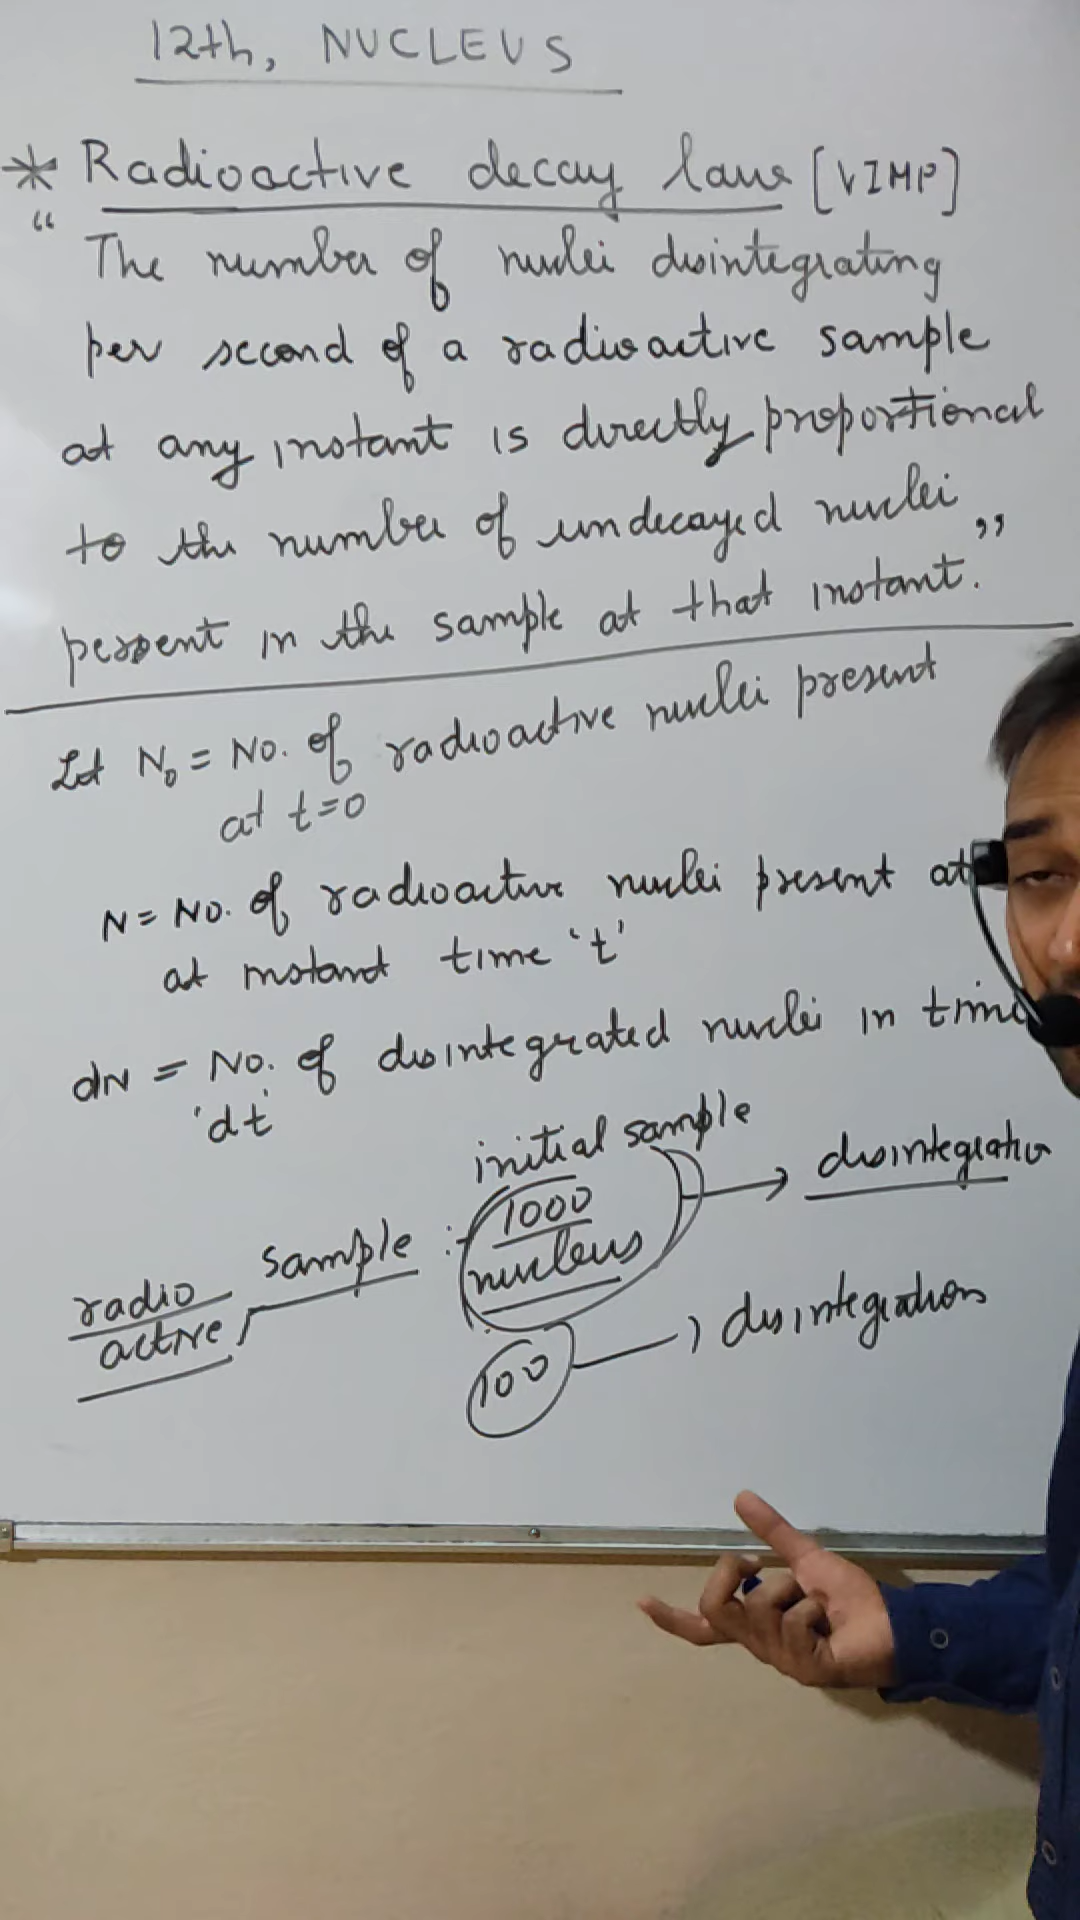 12th, NUCLEUS
* Radioactive decay law [VIMP]
"The number of nuclei disintegrating
per second of a radioactive sample
at any instant is directly proportional
to the number of undecayed nuclei
persent in the sample at that instant."
Let N₀ = No. of radioactive nuclei present
at t=0
N = No. of radioactive nuclei present at
at instant time 't'
dN = No. of disintegrated nuclei in time
'dt'
initial sample
radio
active
sample :-
1000
nucleus
→ disintegration
100
→ disintegrations